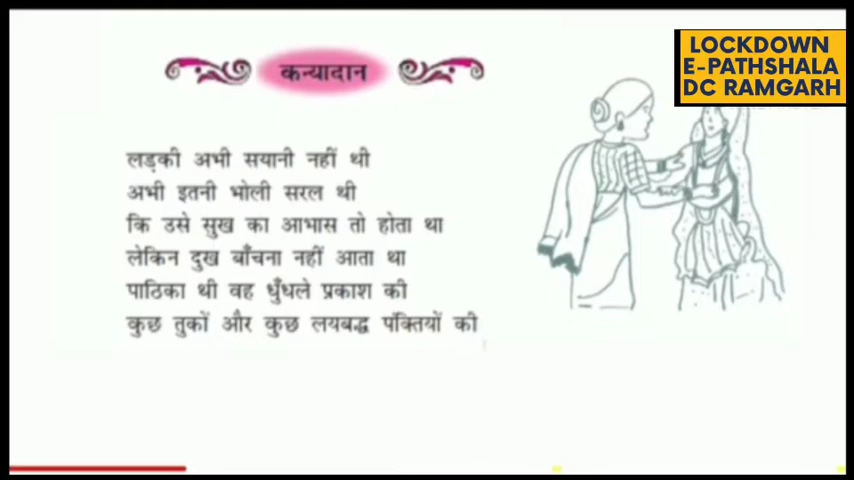 LOCKDOWN
E-PATHSHALA
DC RAMGARH
कन्यादान
लड़की अभी सयानी नहीं थी
अभी इतनी भोली सरल थी
कि उसे सुख का आभास तो होता था
लेकिन दुख बाँचना नहीं आता था
पाठिका थी वह धुँधले प्रकाश की
कुछ तुकों और कुछ लयबद्ध पंक्तियों की